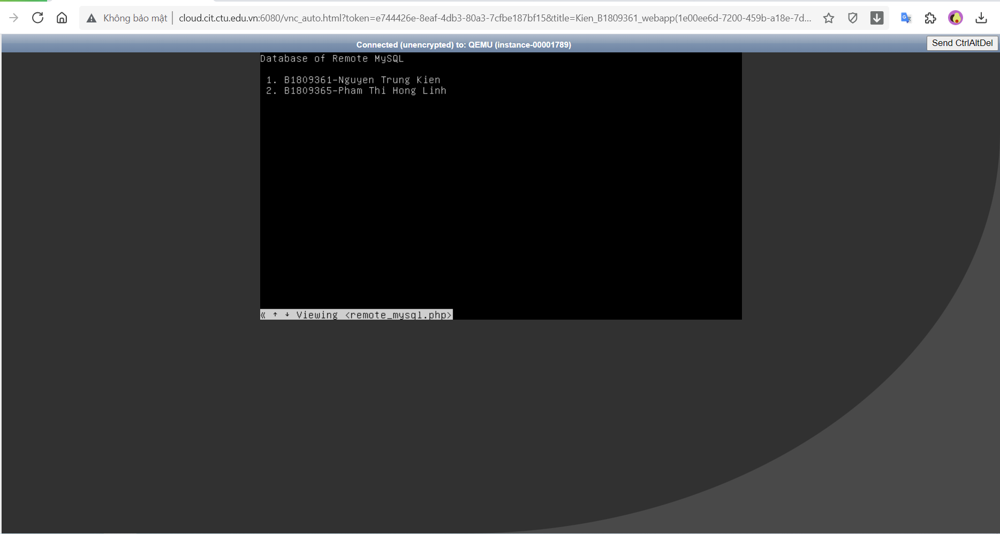 Không bảo mật cloud.cit.ctu.edu.vn:6080/vnc_auto.html?token=e744426e-8eaf-4db3-80a3-7cfbe187bf15&title=Kien_B1809361_webapp(1e00ee6d-7200-459b-a18e-7d...
Connected (unencrypted) to: QEMU (instance-00001789)
Send CtrlAltDel
Database of Remote MySQL
1. B1809361-Nguyen Trung Kien
2. B1809365-Pham Thi Hong Linh
« ↑ ↓ Viewing <remote_mysql.php>